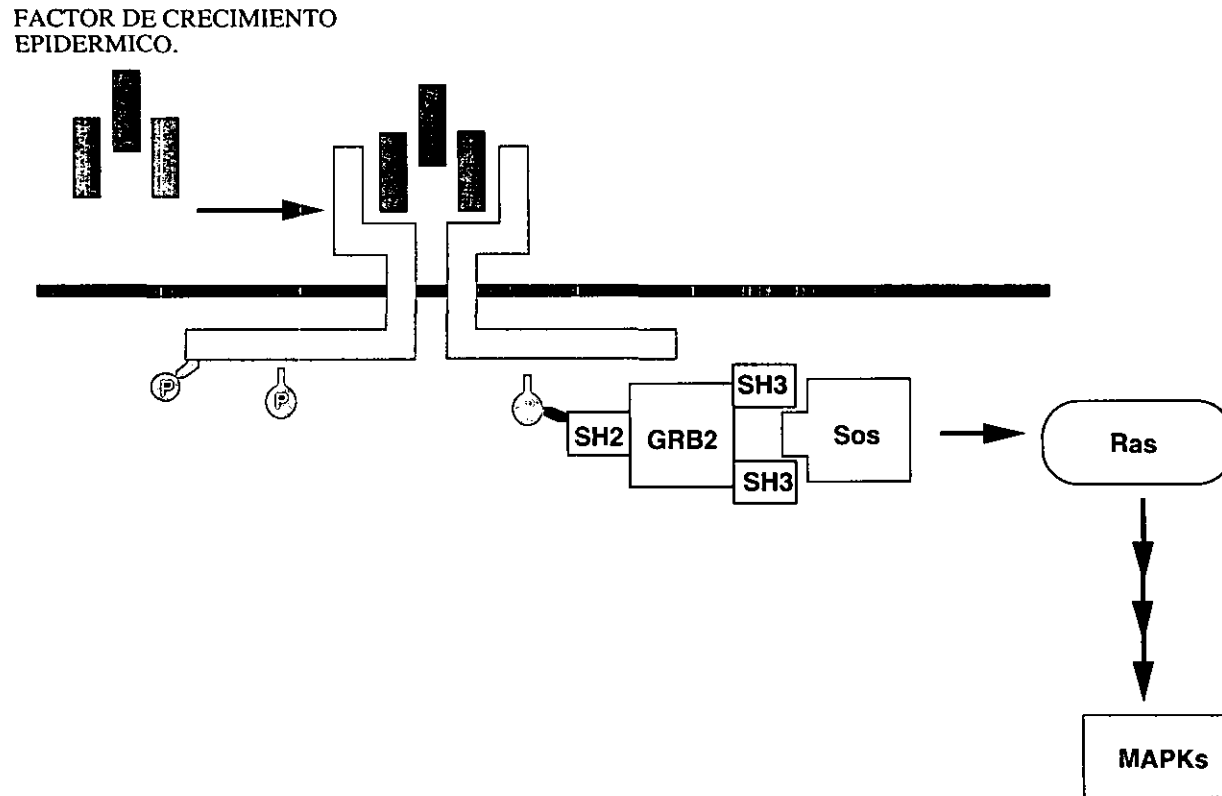 FACTOR DE CRECIMIENTO
EPIDERMICO.
P
P
SH2
GRB2
SH3
SH3
Sos
Ras
MAPKs